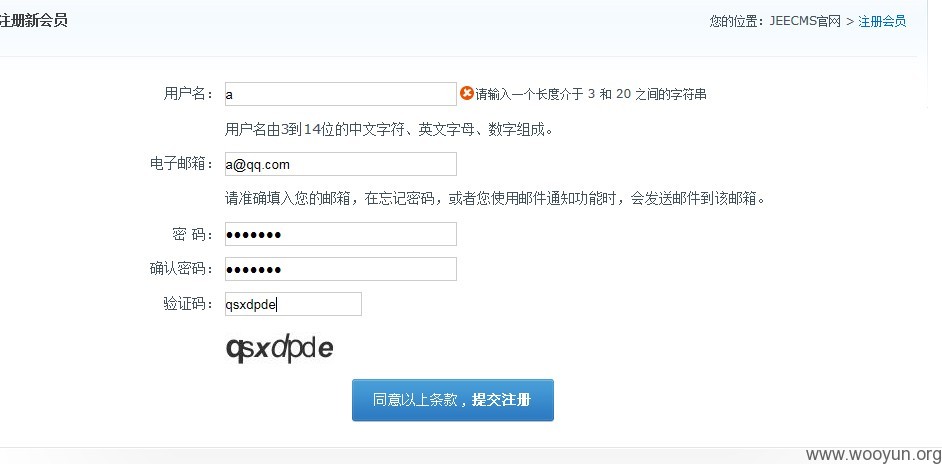 注册新会员
您的位置：JEECMS官网 > 注册会员
用户名： a 请输入一个长度介于 3 和 20 之间的字符串
用户名由3到14位的中文字符、英文字母、数字组成。
电子邮箱： a@qq.com
请准确填入您的邮箱，在忘记密码，或者您使用邮件通知功能时，会发送邮件到该邮箱。
密 码： •••••••
确认密码： •••••••
验证码： qsxdpde
qsxdpde
同意以上条款，提交注册
www.wooyun.org